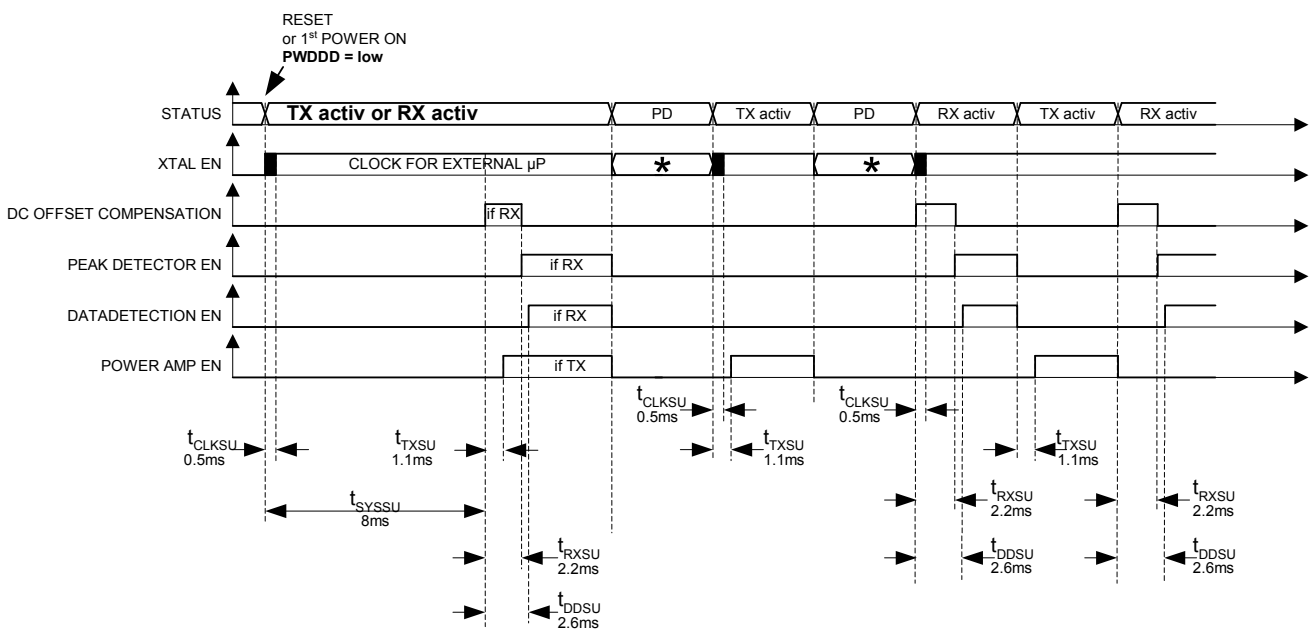 RESET
or 1st POWER ON
PWDDD = low
STATUS
TX activ or RX activ
PD
TX activ
PD
RX activ
TX activ
RX activ
XTAL EN
CLOCK FOR EXTERNAL µP
*
*
DC OFFSET COMPENSATION
if RX
PEAK DETECTOR EN
if RX
DATADETECTION EN
if RX
POWER AMP EN
if TX
tCLKSU
0.5ms
tCLKSU
0.5ms
tCLKSU
0.5ms
tTXSU
1.1ms
tTXSU
1.1ms
tTXSU
1.1ms
tSYSSU
8ms
tRXSU
2.2ms
tRXSU
2.2ms
tRXSU
2.2ms
tDDSU
2.6ms
tDDSU
2.6ms
tDDSU
2.6ms